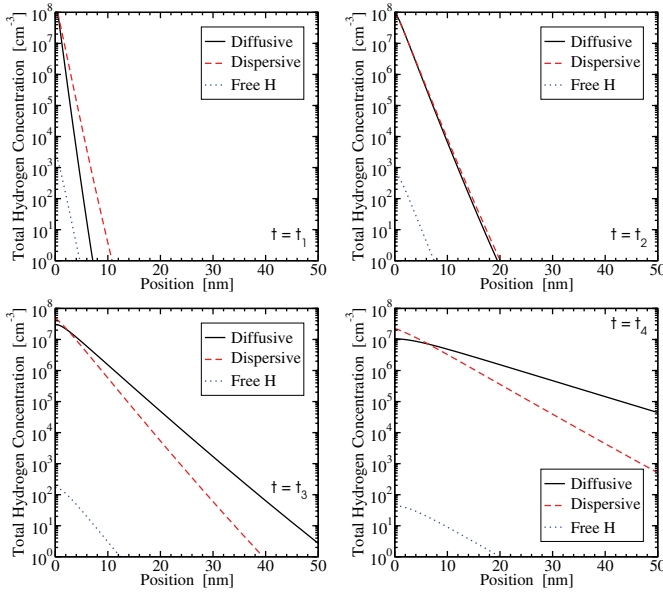 Total Hydrogen Concentration [cm⁻³]
10⁸
10⁷
10⁶
10⁵
10⁴
10³
10²
10¹
10⁰
Diffusive
Dispersive
Free H
t = t₁
0 10 20 30 40 50
Position [nm]
Total Hydrogen Concentration [cm⁻³]
10⁸
10⁷
10⁶
10⁵
10⁴
10³
10²
10¹
10⁰
Diffusive
Dispersive
Free H
t = t₂
0 10 20 30 40 50
Position [nm]
Total Hydrogen Concentration [cm⁻³]
10⁸
10⁷
10⁶
10⁵
10⁴
10³
10²
10¹
10⁰
Diffusive
Dispersive
Free H
t = t₃
0 10 20 30 40 50
Position [nm]
Total Hydrogen Concentration [cm⁻³]
10⁸
10⁷
10⁶
10⁵
10⁴
10³
10²
10¹
10⁰
t = t₄
Diffusive
Dispersive
Free H
0 10 20 30 40 50
Position [nm]